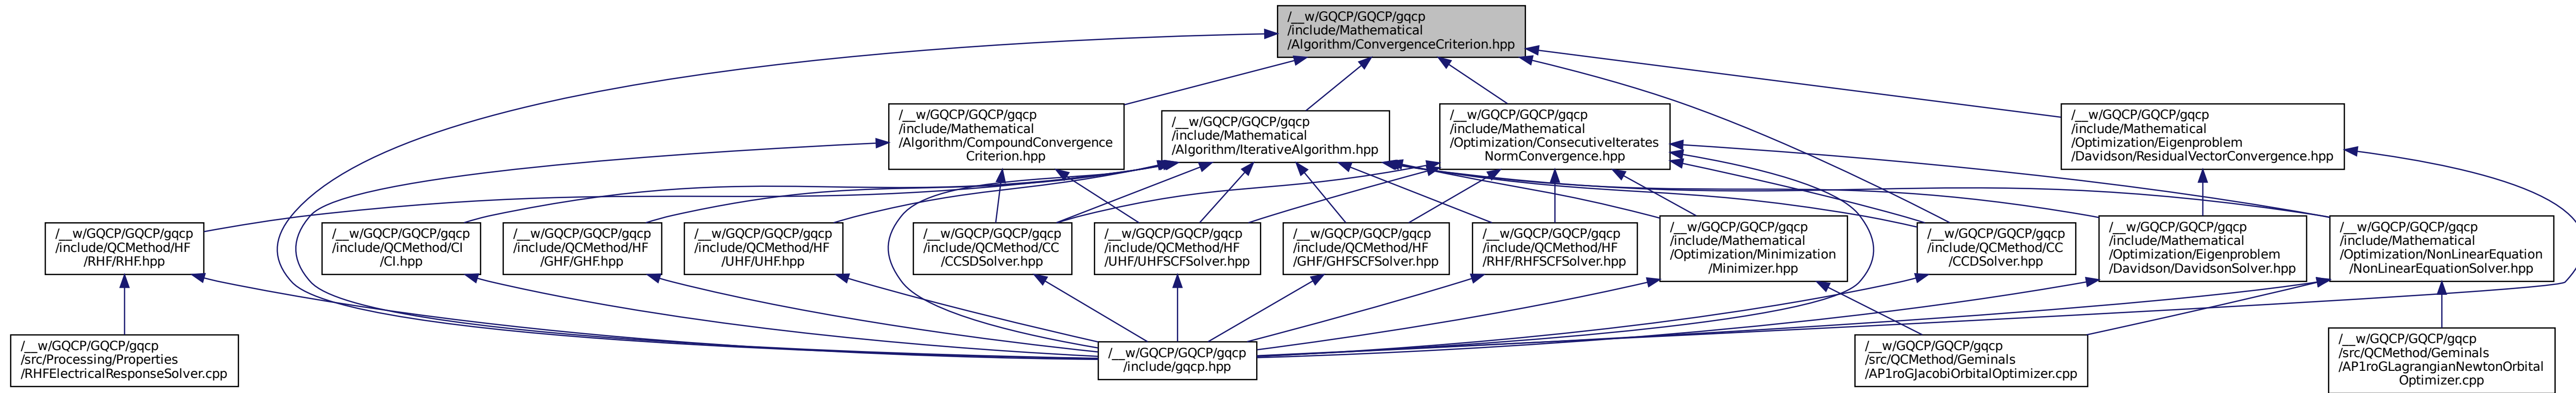 /__w/GQCP/GQCP/gqcp
/include/Mathematical
/Algorithm/ConvergenceCriterion.hpp
/__w/GQCP/GQCP/gqcp
/include/Mathematical
/Algorithm/CompoundConvergence
Criterion.hpp
/__w/GQCP/GQCP/gqcp
/include/Mathematical
/Algorithm/IterativeAlgorithm.hpp
/__w/GQCP/GQCP/gqcp
/include/Mathematical
/Optimization/ConsecutiveIterates
NormConvergence.hpp
/__w/GQCP/GQCP/gqcp
/include/Mathematical
/Optimization/Eigenproblem
/Davidson/ResidualVectorConvergence.hpp
/__w/GQCP/GQCP/gqcp
/include/QCMethod/HF
/RHF/RHF.hpp
/__w/GQCP/GQCP/gqcp
/include/QCMethod/CI
/CI.hpp
/__w/GQCP/GQCP/gqcp
/include/QCMethod/HF
/GHF/GHF.hpp
/__w/GQCP/GQCP/gqcp
/include/QCMethod/HF
/UHF/UHF.hpp
/__w/GQCP/GQCP/gqcp
/include/QCMethod/CC
/CCSDSolver.hpp
/__w/GQCP/GQCP/gqcp
/include/QCMethod/HF
/UHF/UHFSCFSolver.hpp
/__w/GQCP/GQCP/gqcp
/include/QCMethod/HF
/GHF/GHFSCFSolver.hpp
/__w/GQCP/GQCP/gqcp
/include/QCMethod/HF
/RHF/RHFSCFSolver.hpp
/__w/GQCP/GQCP/gqcp
/include/Mathematical
/Optimization/Minimization
/Minimizer.hpp
/__w/GQCP/GQCP/gqcp
/include/QCMethod/CC
/CCDSolver.hpp
/__w/GQCP/GQCP/gqcp
/include/Mathematical
/Optimization/Eigenproblem
/Davidson/DavidsonSolver.hpp
/__w/GQCP/GQCP/gqcp
/include/Mathematical
/Optimization/NonLinearEquation
/NonLinearEquationSolver.hpp
/__w/GQCP/GQCP/gqcp
/src/Processing/Properties
/RHFElectricalResponseSolver.cpp
/__w/GQCP/GQCP/gqcp
/include/gqcp.hpp
/__w/GQCP/GQCP/gqcp
/src/QCMethod/Geminals
/AP1roGJacobiOrbitalOptimizer.cpp
/__w/GQCP/GQCP/gqcp
/src/QCMethod/Geminals
/AP1roGLagrangianNewtonOrbital
Optimizer.cpp